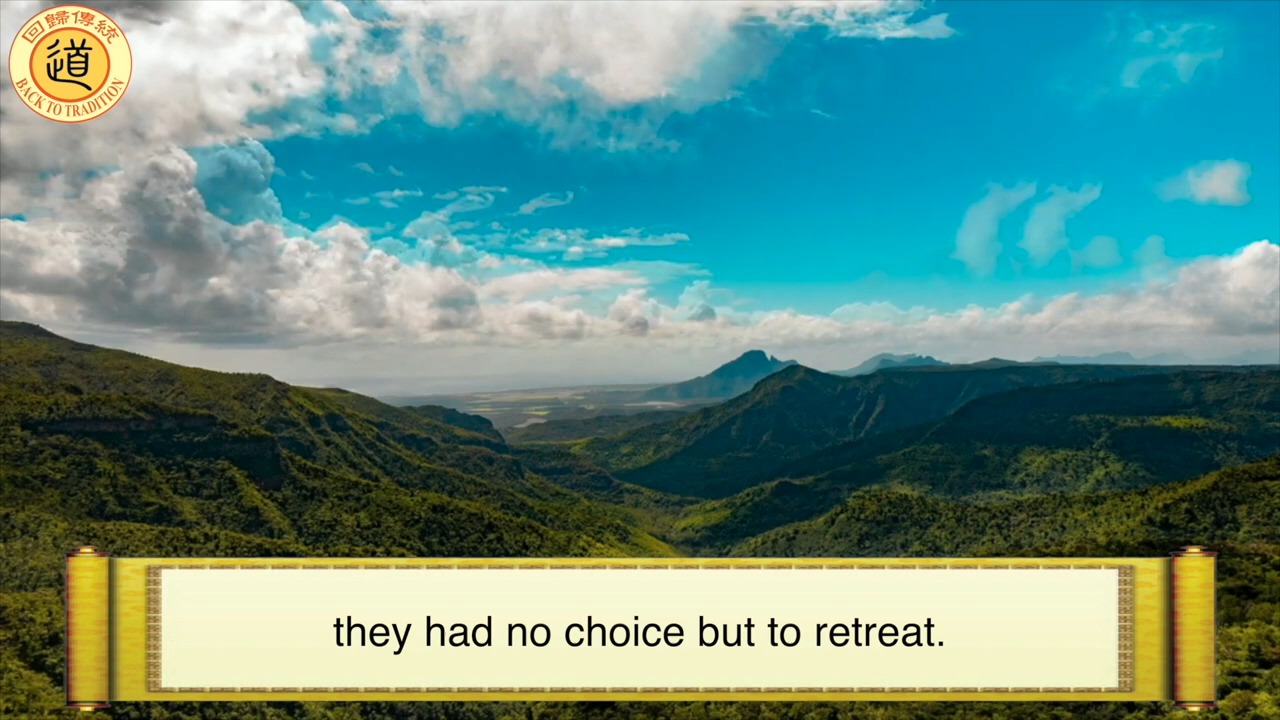 回歸傳統
道
BACK TO TRADITION
they had no choice but to retreat.